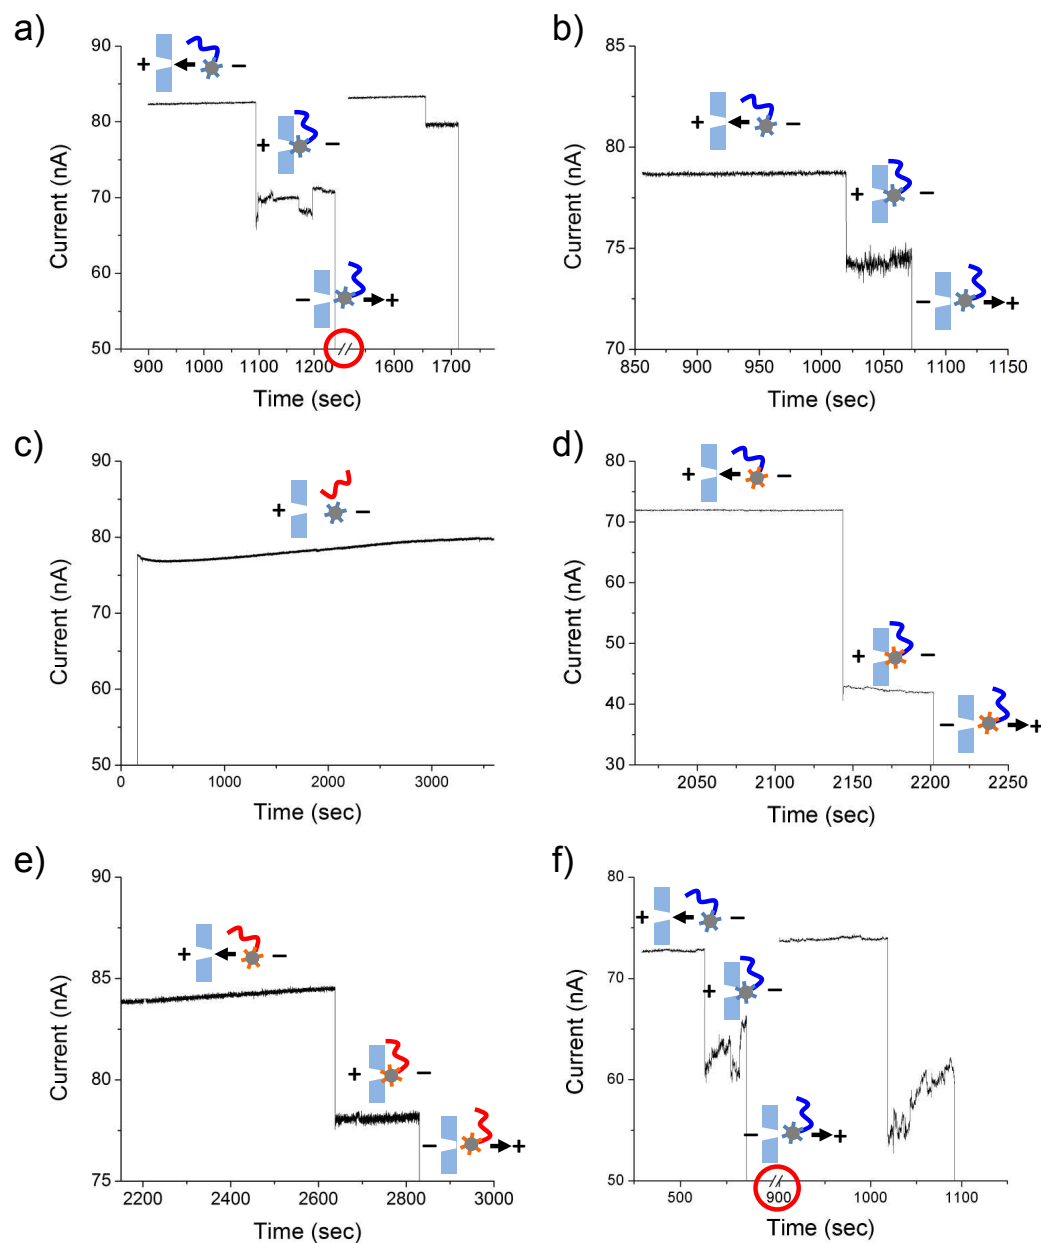 a)
90
80
70
60
50
Current (nA)
+
−
+
−
−
+
900 1000 1100 1200 // 1600 1700
Time (sec)
b)
85
80
75
70
Current (nA)
+
−
+
−
−
+
850 900 950 1000 1050 1100 1150
Time (sec)
c)
90
80
70
60
50
Current (nA)
+
−
0 1000 2000 3000
Time (sec)
d)
80
70
60
50
40
30
Current (nA)
+
−
+
−
−
+
2050 2100 2150 2200 2250
Time (sec)
e)
90
85
80
75
Current (nA)
+
−
+
−
−
+
2200 2400 2600 2800 3000
Time (sec)
f)
80
70
60
50
Current (nA)
+
−
+
−
−
+
500 // 900 1000 1100
Time (sec)